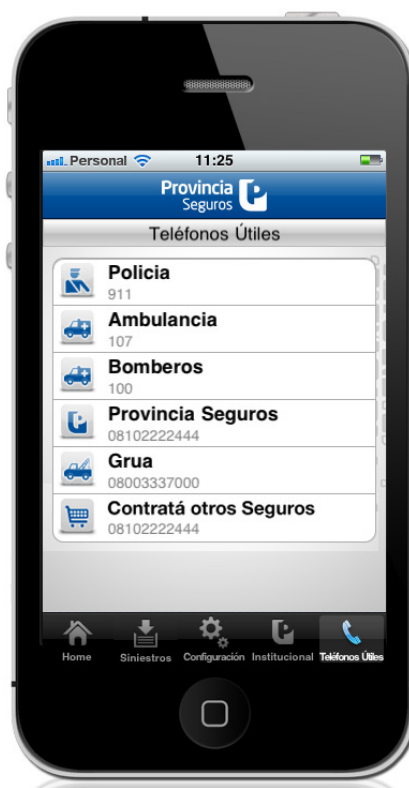 Personal 11:25
Provincia
Seguros
Teléfonos Útiles
Policia
911
Ambulancia
107
Bomberos
100
Provincia Seguros
08102222444
Grua
08003337000
Contratá otros Seguros
08102222444
Home Siniestros Configuración Institucional Teléfonos Útiles